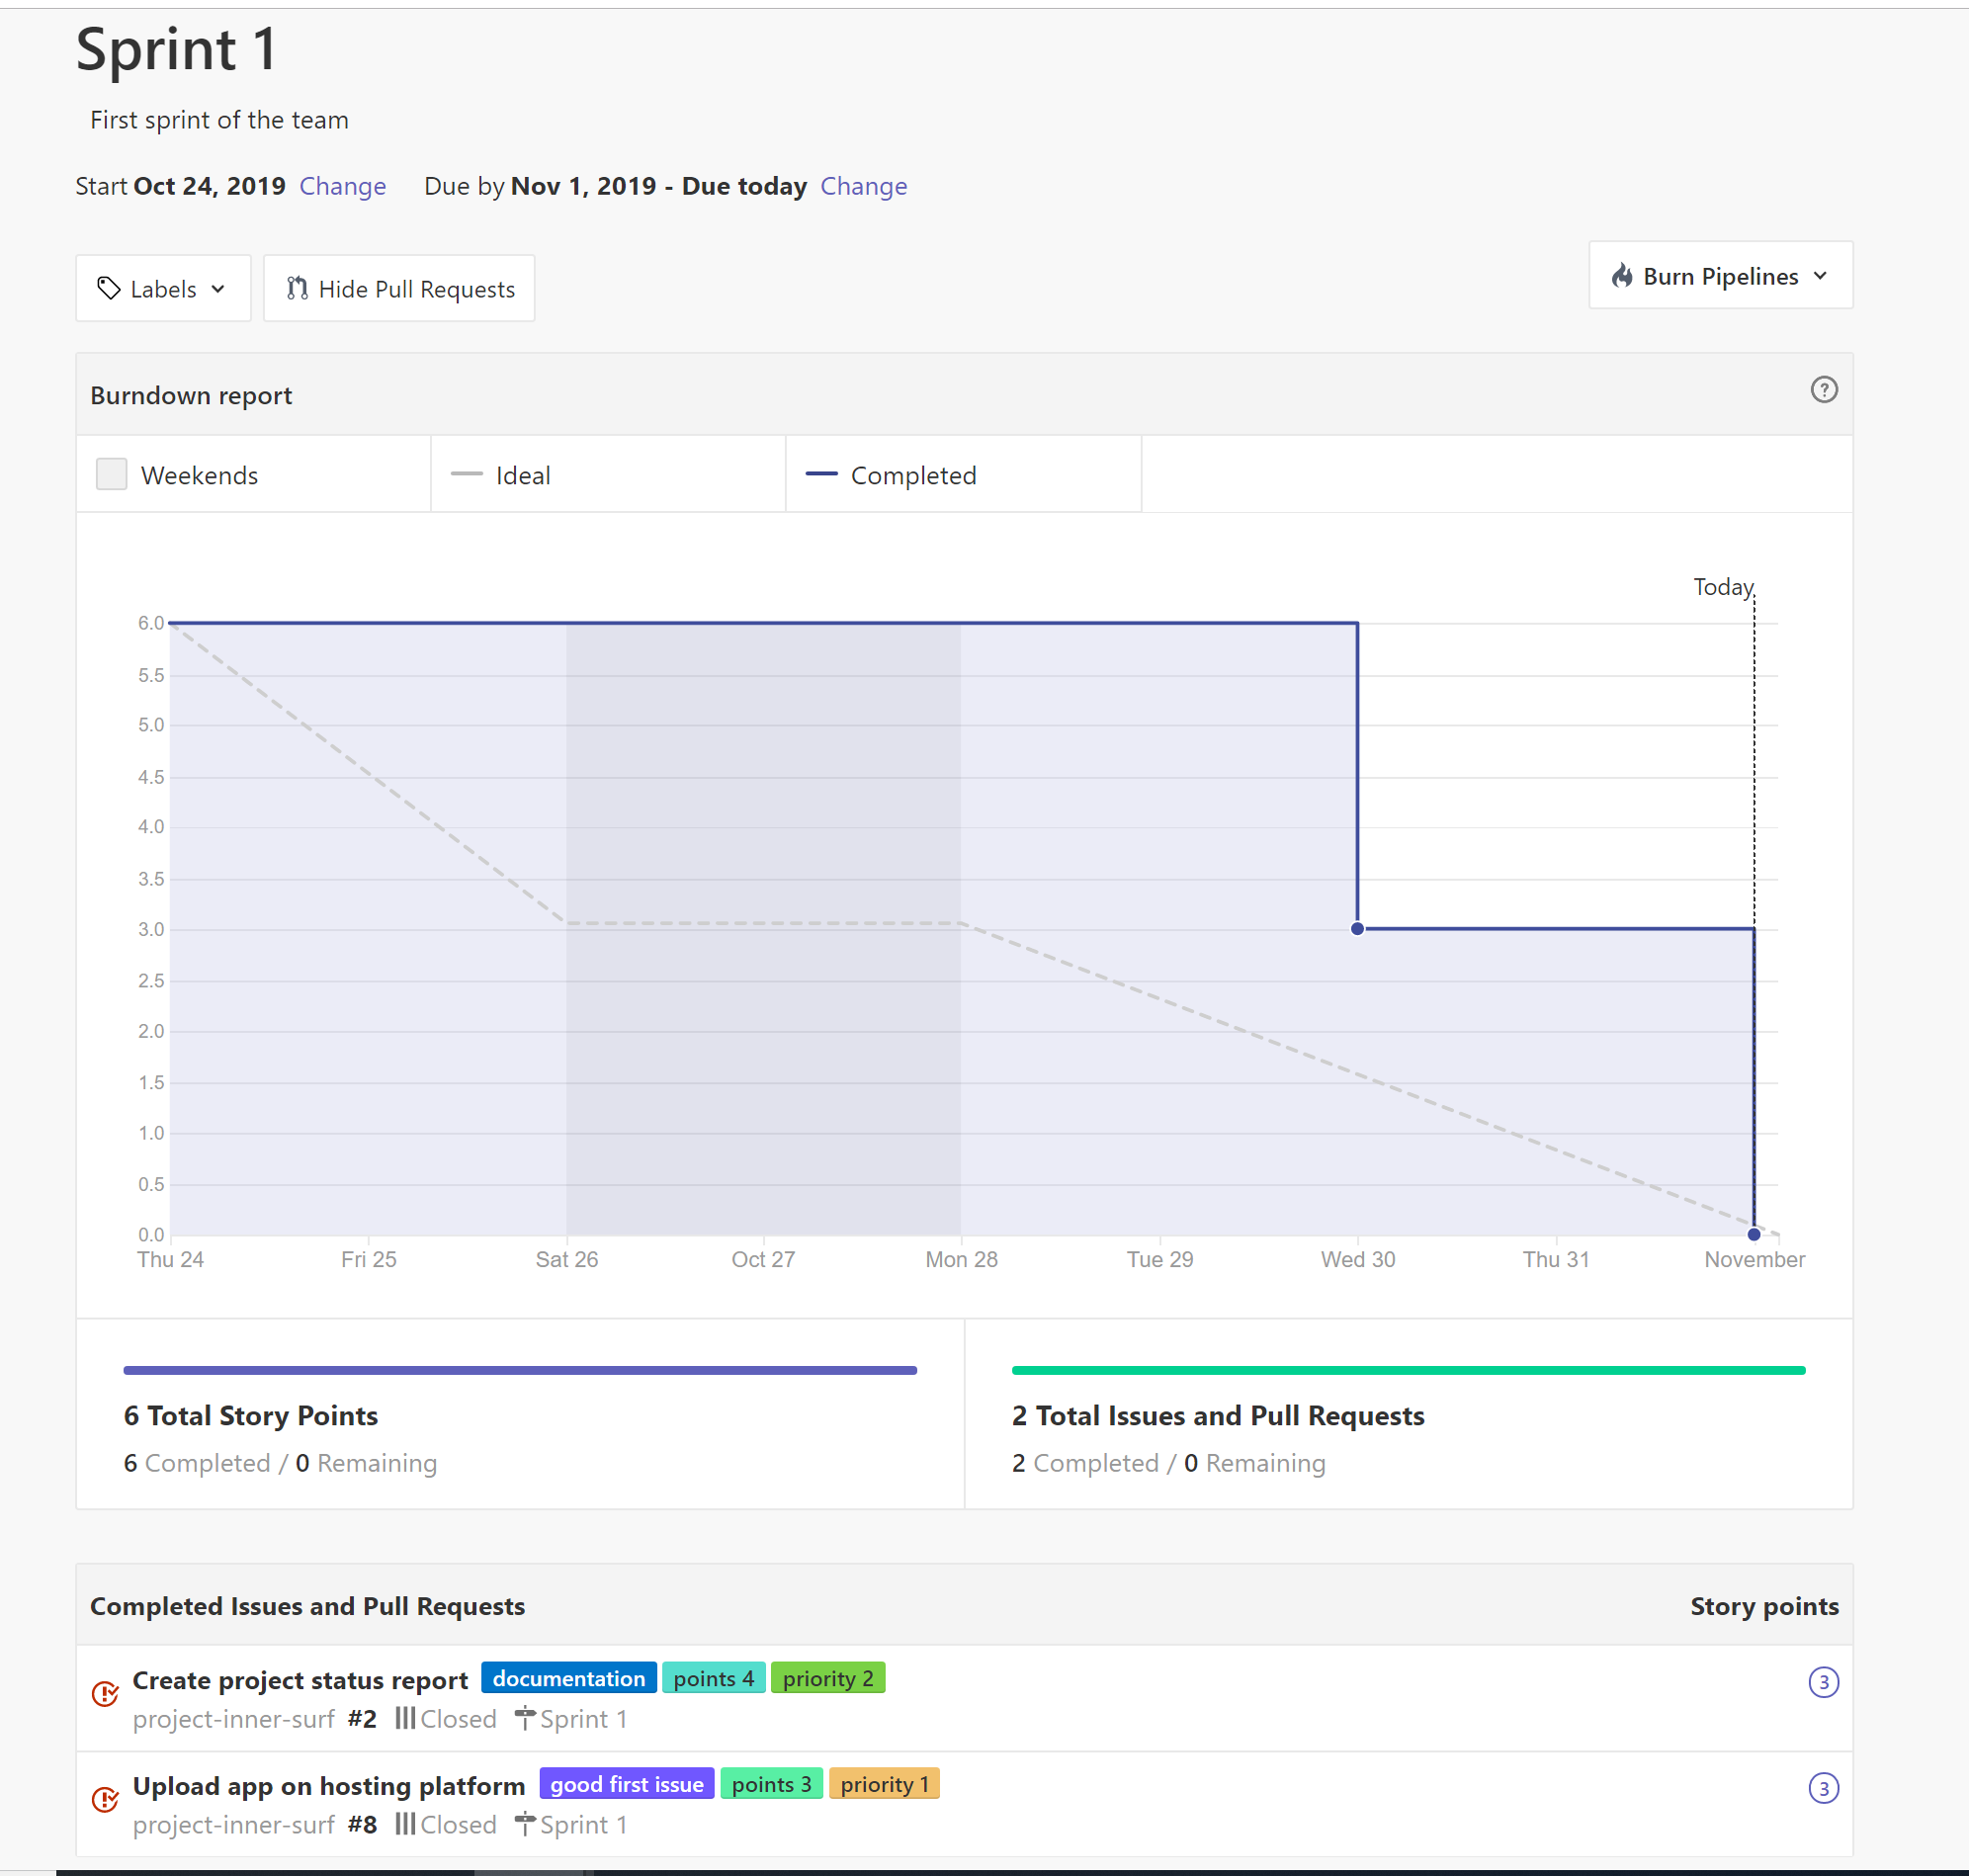 Sprint 1
First sprint of the team
Start Oct 24, 2019 Change Due by Nov 1, 2019 - Due today Change
Labels Hide Pull Requests Burn Pipelines
Burndown report ?
Weekends Ideal Completed
Today
6.0
5.5
5.0
4.5
4.0
3.5
3.0
2.5
2.0
1.5
1.0
0.5
0.0
Thu 24 Fri 25 Sat 26 Oct 27 Mon 28 Tue 29 Wed 30 Thu 31 November
6 Total Story Points
6 Completed / 0 Remaining
2 Total Issues and Pull Requests
2 Completed / 0 Remaining
Completed Issues and Pull Requests Story points
Create project status report documentation points 4 priority 2 3
project-inner-surf #2 Closed Sprint 1
Upload app on hosting platform good first issue points 3 priority 1 3
project-inner-surf #8 Closed Sprint 1